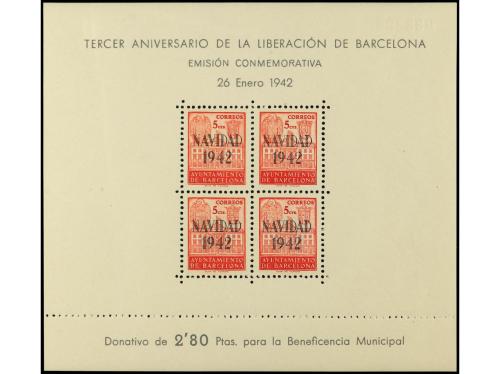 TERCER ANIVERSARIO DE LA LIBERACIÓN DE BARCELONA
EMISIÓN CONMEMORATIVA
26 Enero 1942
CORREOS
5 cts
NAVIDAD
1942
AYUNTAMIENTO
DE BARCELONA
CORREOS
5 cts
NAVIDAD
1942
AYUNTAMIENTO
DE BARCELONA
CORREOS
5 cts
NAVIDAD
1942
AYUNTAMIENTO
DE BARCELONA
CORREOS
5 cts
NAVIDAD
1942
AYUNTAMIENTO
DE BARCELONA
Donativo de 2'80 Ptas. para la Beneficencia Municipal